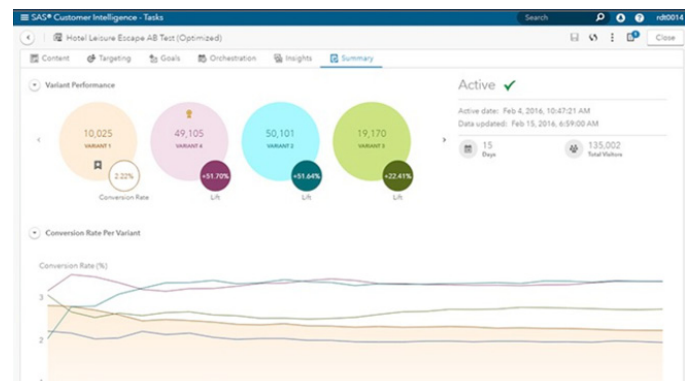 SAS® Customer Intelligence - Tasks
Search
rdt0014
Hotel Leisure Escape AB Test (Optimized)
Close
Content Targeting Goals Orchestration Insights Summary
Variant Performance
Active
Active date: Feb 4, 2016, 10:47:21 AM
Data updated: Feb 15, 2016, 6:59:00 AM
15
Days
135,002
Total Visitors
10,025
VARIANT 1
2.22%
Conversion Rate
49,105
VARIANT 4
+51.70%
Lift
50,101
VARIANT 2
+51.64%
Lift
19,170
VARIANT 3
+22.41%
Lift
Conversion Rate Per Variant
Conversion Rate (%)
3
2